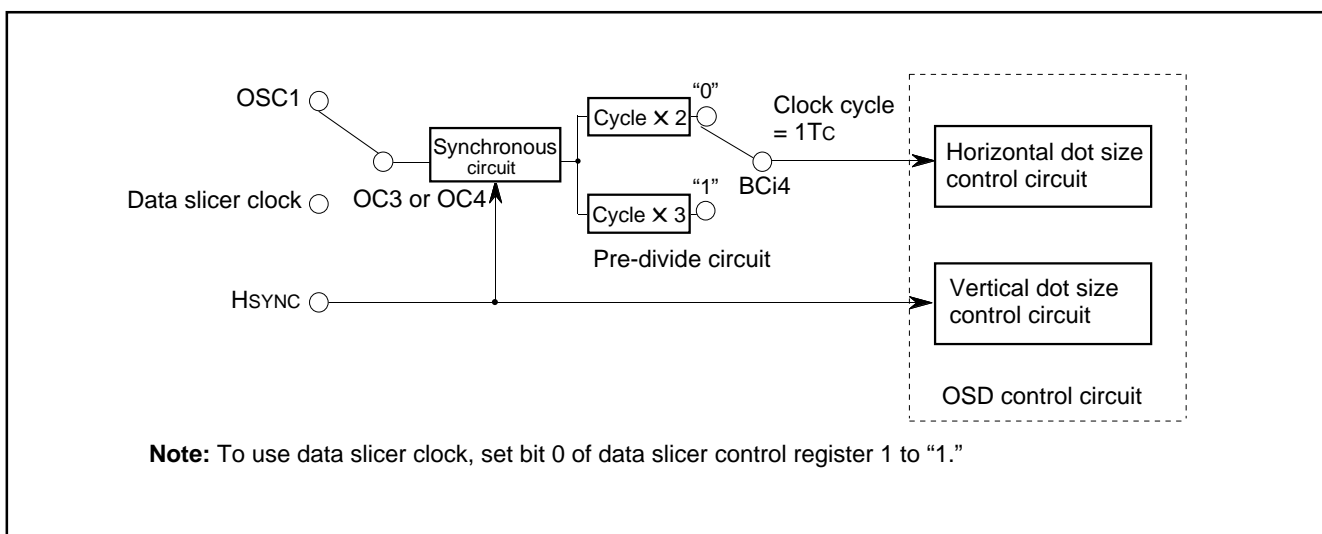 OSC1
Data slicer clock
OC3 or OC4
HSYNC
Synchronous
circuit
Cycle × 2
“0”
Cycle × 3
“1”
Pre-divide circuit
BCi4
Clock cycle
= 1TC
Horizontal dot size
control circuit
Vertical dot size
control circuit
OSD control circuit
Note: To use data slicer clock, set bit 0 of data slicer control register 1 to “1.”